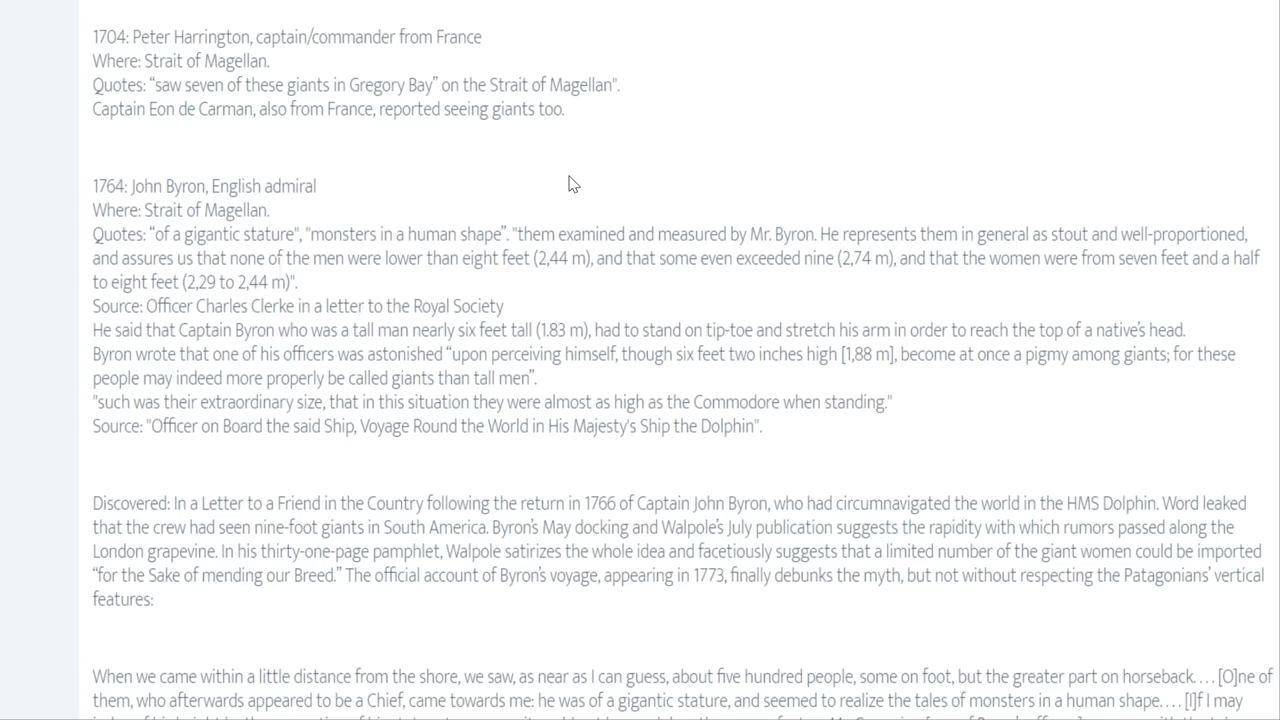 1704: Peter Harrington, captain/commander from France
Where: Strait of Magellan.
Quotes: “saw seven of these giants in Gregory Bay” on the Strait of Magellan".
Captain Eon de Carman, also from France, reported seeing giants too.
1764: John Byron, English admiral
Where: Strait of Magellan.
Quotes: “of a gigantic stature", "monsters in a human shape”. "them examined and measured by Mr. Byron. He represents them in general as stout and well-proportioned,
and assures us that none of the men were lower than eight feet (2,44 m), and that some even exceeded nine (2,74 m), and that the women were from seven feet and a half
to eight feet (2,29 to 2,44 m)".
Source: Officer Charles Clerke in a letter to the Royal Society
He said that Captain Byron who was a tall man nearly six feet tall (1.83 m), had to stand on tip-toe and stretch his arm in order to reach the top of a native’s head.
Byron wrote that one of his officers was astonished “upon perceiving himself, though six feet two inches high [1,88 m], become at once a pigmy among giants; for these
people may indeed more properly be called giants than tall men”.
"such was their extraordinary size, that in this situation they were almost as high as the Commodore when standing."
Source: "Officer on Board the said Ship, Voyage Round the World in His Majesty's Ship the Dolphin".
Discovered: In a Letter to a Friend in the Country following the return in 1766 of Captain John Byron, who had circumnavigated the world in the HMS Dolphin. Word leaked
that the crew had seen nine-foot giants in South America. Byron’s May docking and Walpole’s July publication suggests the rapidity with which rumors passed along the
London grapevine. In his thirty-one-page pamphlet, Walpole satirizes the whole idea and facetiously suggests that a limited number of the giant women could be imported
“for the Sake of mending our Breed.” The official account of Byron’s voyage, appearing in 1773, finally debunks the myth, but not without respecting the Patagonians’ vertical
features:
When we came within a little distance from the shore, we saw, as near as I can guess, about five hundred people, some on foot, but the greater part on horseback. . . . [O]ne of
them, who afterwards appeared to be a Chief, came towards me: he was of a gigantic stature, and seemed to realize the tales of monsters in a human shape. . . . [I]f I may